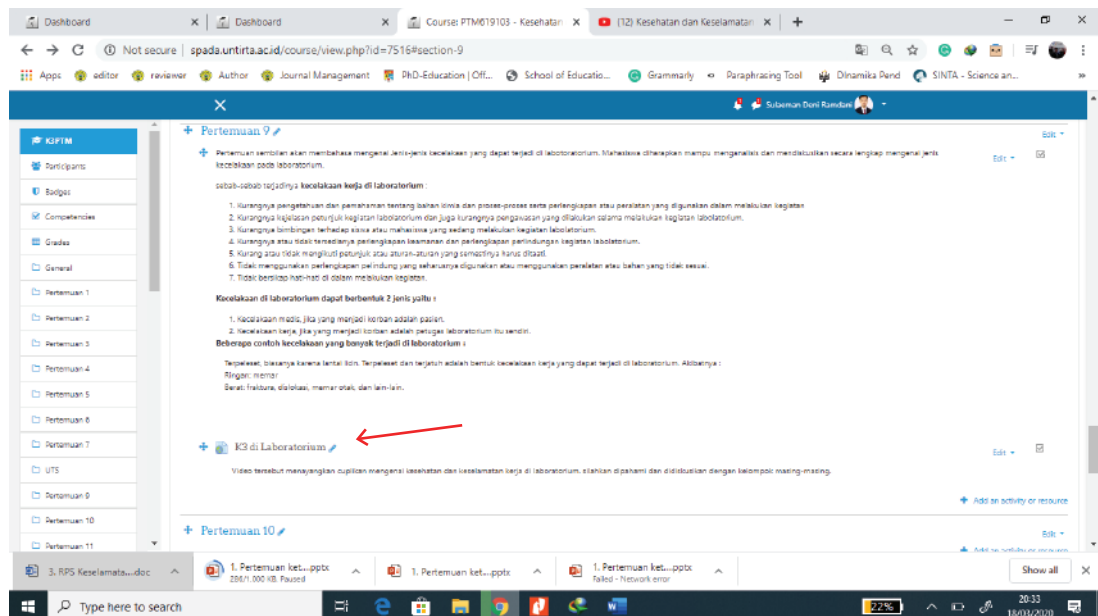 Dashboard
Dashboard
Course: PTM619103 - Kesehatan
(12) Kesehatan dan Keselamatan
Not secure | spada.untirta.ac.id/course/view.php?id=7516#section-9
Apps editor reviewer Author Journal Management PhD-Education | Off... School of Educatio... Grammarly Paraphrasing Tool Dinamika Pend SINTA - Science an...
Suberman Deni Ramdani
K3PTM
Participants
Badges
Competencies
Grades
General
Pertemuan 1
Pertemuan 2
Pertemuan 3
Pertemuan 4
Pertemuan 5
Pertemuan 6
Pertemuan 7
UTS
Pertemuan 9
Pertemuan 10
Pertemuan 11
Pertemuan 9
Edit
Pertemuan sembilan akan membahasa mengenai Jenis-jenis kecelakaan yang dapat terjadi di laboctoratorium. Mahasiswa diharapkan mampu menganalisis dan mendiskusikan secara lengkap mengenai jenis
kecelakaan pada laboratorium.
Edit
sebab-sebab terjadinya kecelakaan kerja di laboratorium :
1. Kurangnya pengetahuan dan pemahaman tentang bahan kimia dan proses-proses serta perlengkapan atau peralatan yang digunakan dalam melakukan kegiatan
2. Kurangnya kejelasan petunjuk kegiatan labolatorium dan juga kurangnya pengawasan yang dilakukan selama melakukan kegiatan labolatorium.
3. Kurangnya bimbingan terhadap siswa atau mahasiswa yang sedang melakukan kegiatan labolatorium.
4. Kurangnya atau tidak tersedianya perlengkapan keamanan dan perlengkapan perlindungan kegiatan labolatorium.
5. Kurang atau tidak mengikuti petunjuk atau aturan-aturan yang semestinya harus ditaati.
6. Tidak menggunakan perlengkapan pelindung yang seharusnya digunakan atau menggunakan peralatan atau bahan yang tidak sesuai.
7. Tidak bersikap hati-hati di dalam melakukan kegiatan.
Kecelakaan di laboratorium dapat berbentuk 2 jenis yaitu :
1. Kecelakaan medis, jika yang menjadi korban adalah pasien.
2. Kecelakaan kerja, jika yang menjadi korban adalah petugas laboratorium itu sendiri.
Beberapa contoh kecelakaan yang banyak terjadi di laboratorium :
Terpeleset, biasanya karena lantai licin. Terpeleset dan terjatuh adalah bentuk kecelakaan kerja yang dapat terjadi di laboratorium. Akibatnya :
Ringan: memar
Berat: fraktura, dislokasi, memar otak, dan lain-lain.
K3 di Laboratorium
Edit
Video tersebut menayangkan cuplikan mengenai kesehatan dan keselamatan kerja di laboratorium. silahkan dipahami dan didiskusikan dengan kelompok masing-masing.
Add an activity or resource
Pertemuan 10
Edit
Add an activity or resource
3. RPS Keselamata....doc
1. Pertemuan ket....pptx
286/1.000 KB, Paused
1. Pertemuan ket....pptx
1. Pertemuan ket....pptx
Failed - Network error
Show all
Type here to search
22%
20:33
18/03/2020